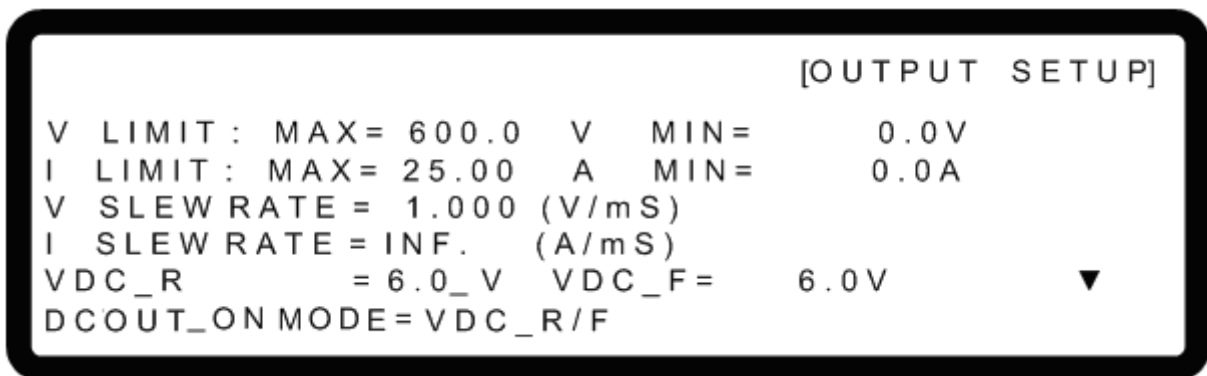 [OUTPUT SETUP]
V LIMIT: MAX= 600.0 V MIN= 0.0V
I LIMIT: MAX= 25.00 A MIN= 0.0A
V SLEW RATE = 1.000 (V/mS)
I SLEW RATE = INF. (A/mS)
VDC_R = 6.0_ V VDC_F= 6.0V ▼
DCOUT_ON MODE= VDC_R/F